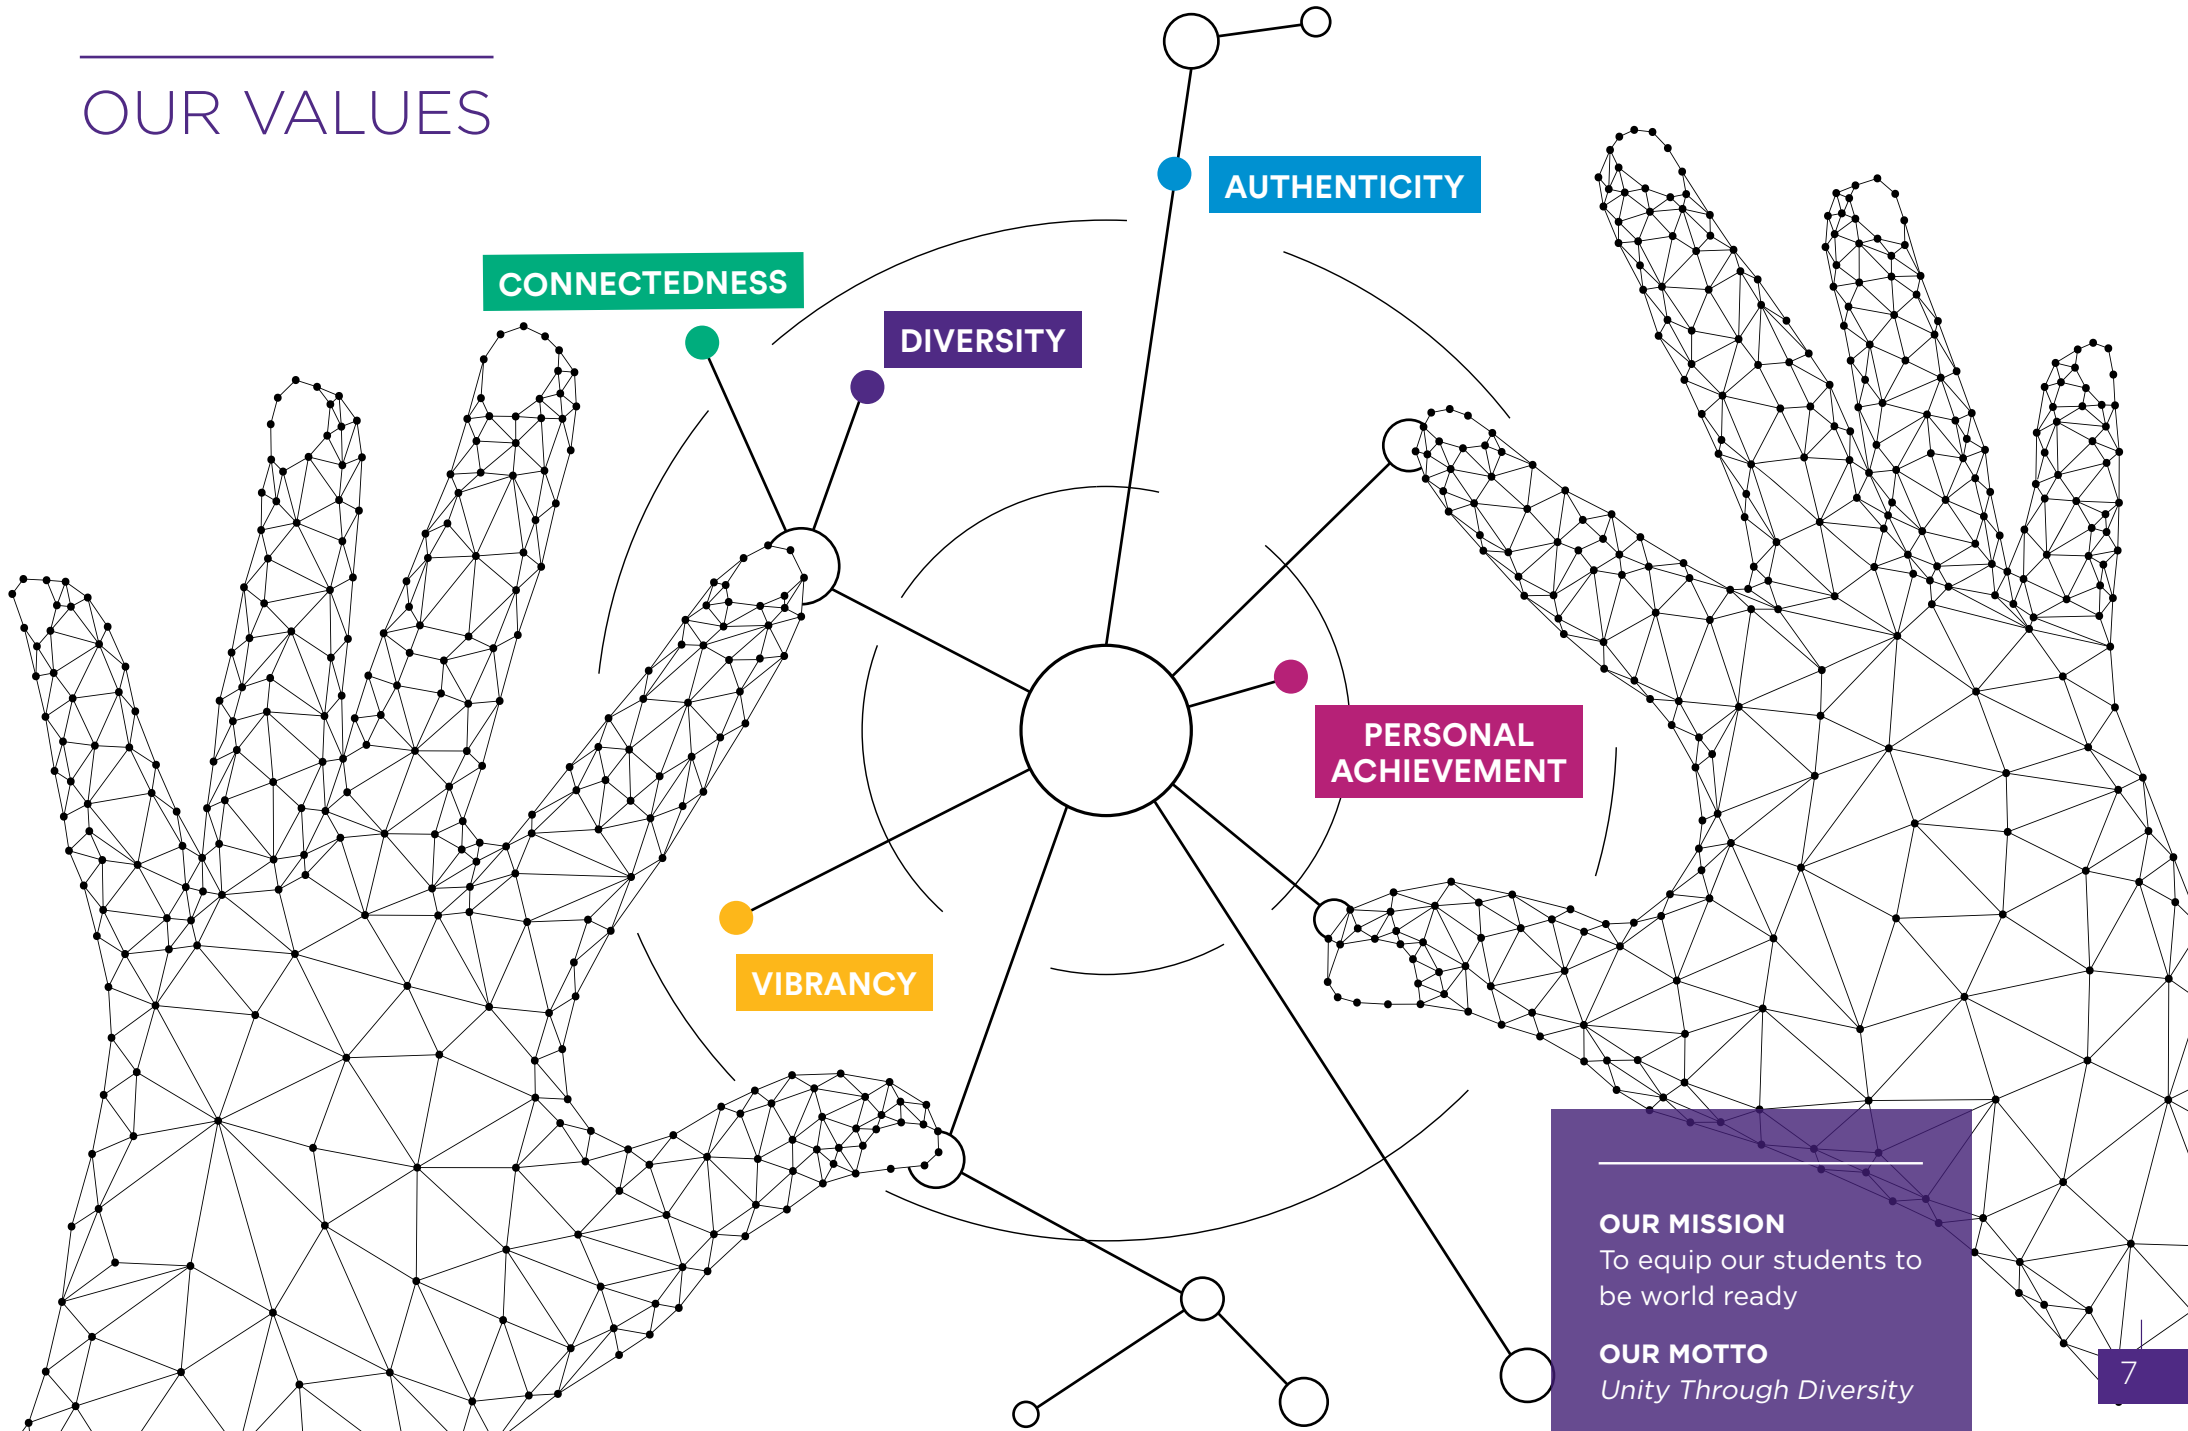 OUR VALUES
AUTHENTICITY
CONNECTEDNESS
DIVERSITY
PERSONAL
ACHIEVEMENT
VIBRANCY
OUR MISSION
To equip our students to
be world ready
OUR MOTTO
Unity Through Diversity
7